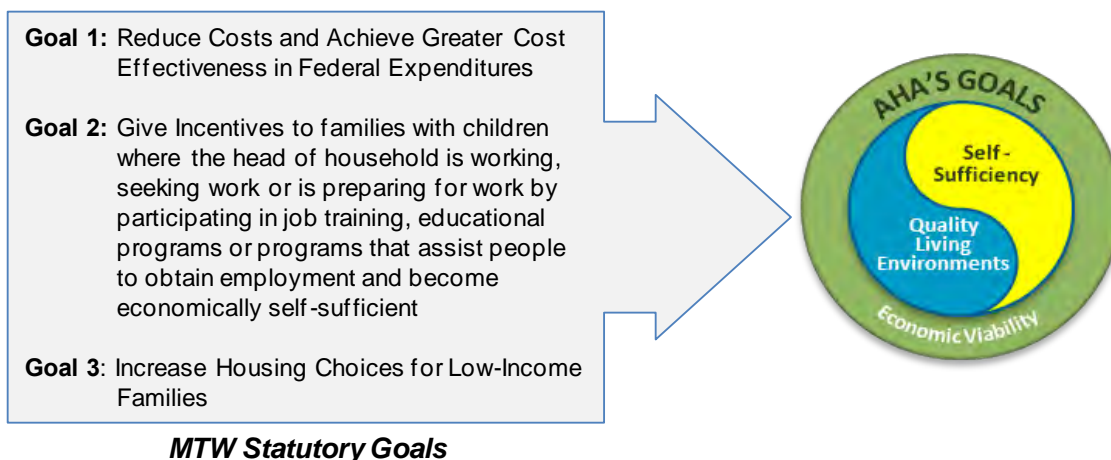 Goal 1: Reduce Costs and Achieve Greater Cost
Effectiveness in Federal Expenditures
Goal 2: Give Incentives to families with children
where the head of household is working,
seeking work or is preparing for work by
participating in job training, educational
programs or programs that assist people
to obtain employment and become
economically self-sufficient
Goal 3: Increase Housing Choices for Low-Income
Families
MTW Statutory Goals
AHA'S GOALS
Self-
Sufficiency
Quality
Living
Environments
Economic Viability